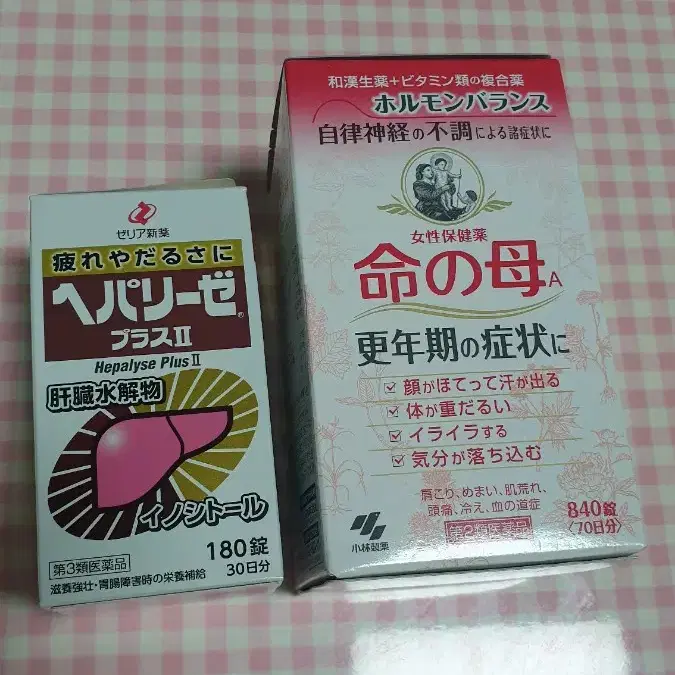 ゼリア新薬
疲れやだるさに
ヘパリーゼ®
プラスⅡ
Hepalyse PlusⅡ
肝臓水解物
イノシトール
180錠
30日分
第3類医薬品
滋養強壮・胃腸障害時の栄養補給
和漢生薬+ビタミン類の複合薬
ホルモンバランス
自律神経の不調による諸症状に
女性保健薬
命の母A
更年期の症状に
顔がほてって汗が出る
体が重だるい
イライラする
気分が落ち込む
肩こり、めまい、肌荒れ、
頭痛、冷え、血の道症
840錠
〈70日分〉
第2類医薬品
小林製薬